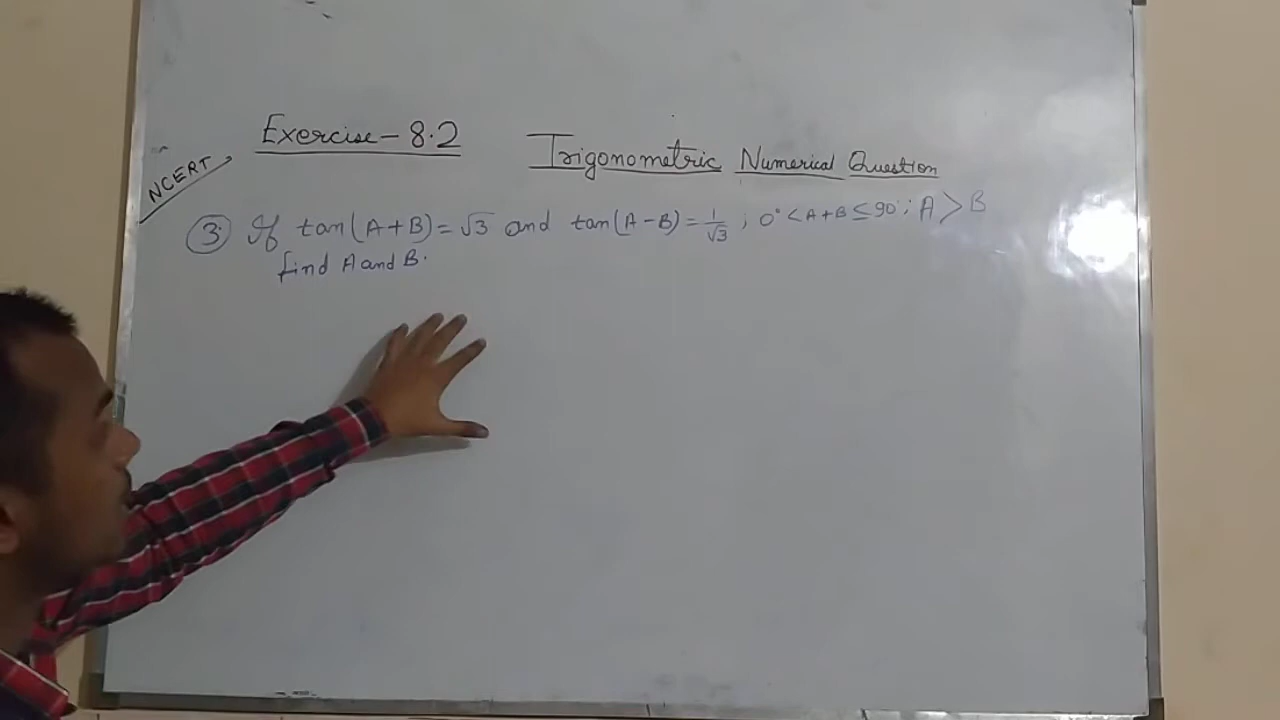 Exercise - 8.2
Trigonometric Numerical Question
NCERT
3. If tan(A+B) = √3 and tan(A-B) = 1/√3 ; 0° < A+B ≤ 90° ; A > B
find A and B.